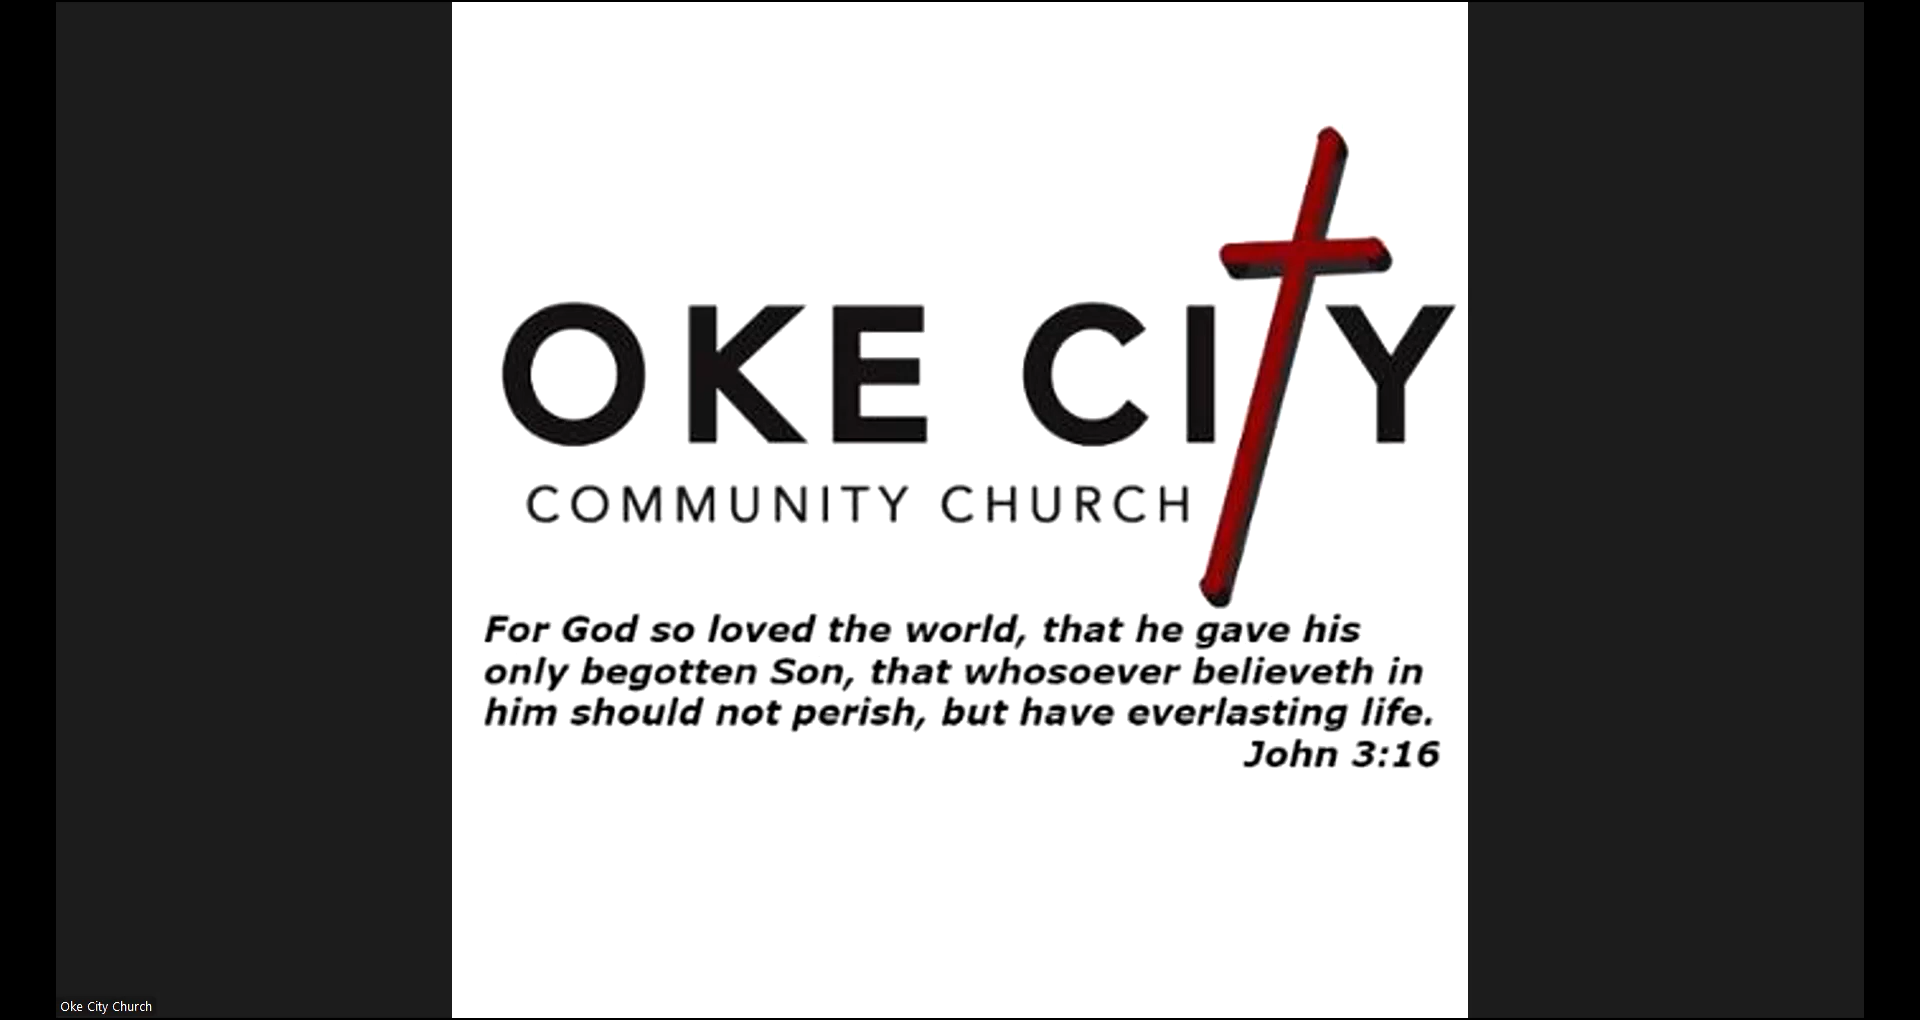 OKE CITY
COMMUNITY CHURCH
For God so loved the world, that he gave his
only begotten Son, that whosoever believeth in
him should not perish, but have everlasting life.
John 3:16
Oke City Church